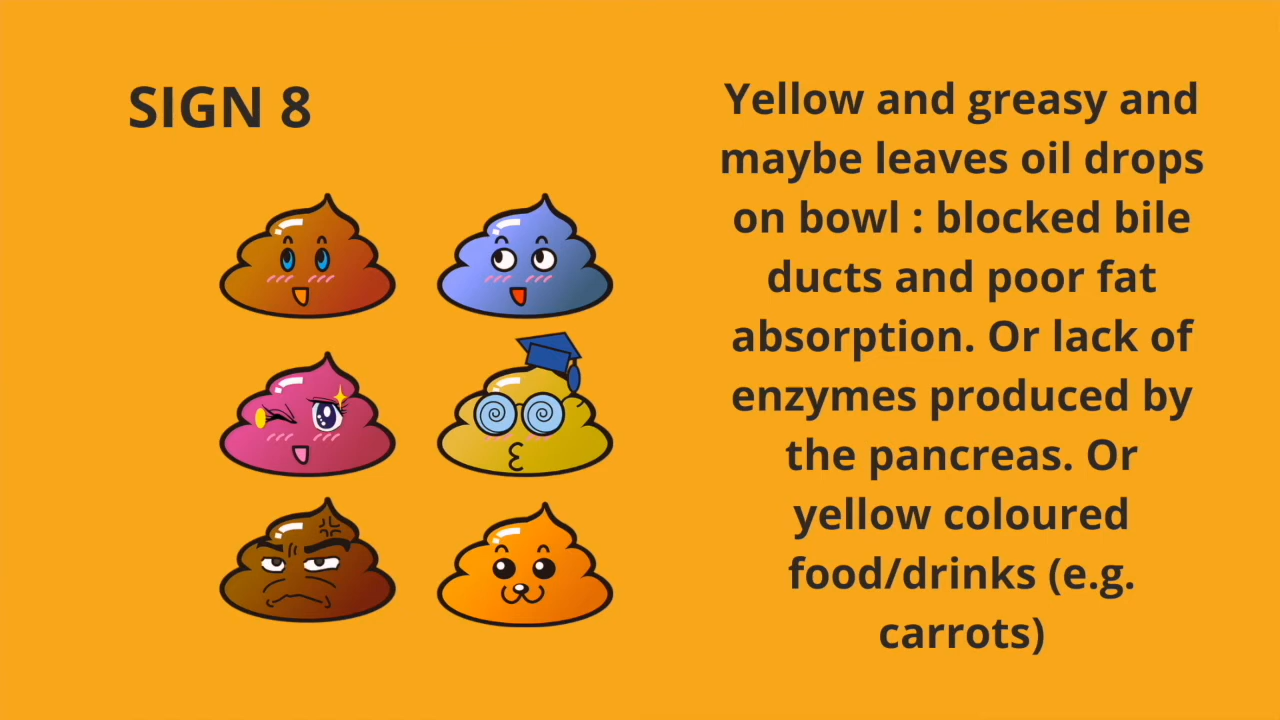 SIGN 8
Yellow and greasy and
maybe leaves oil drops
on bowl : blocked bile
ducts and poor fat
absorption. Or lack of
enzymes produced by
the pancreas. Or
yellow coloured
food/drinks (e.g.
carrots)